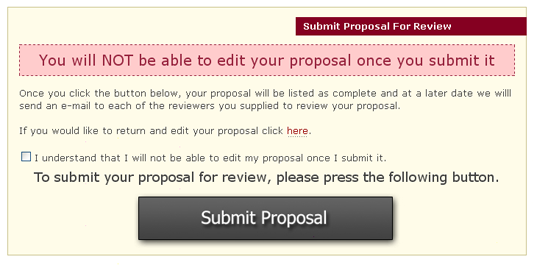 Submit Proposal For Review
You will NOT be able to edit your proposal once you submit it
Once you click the button below, your proposal will be listed as complete and at a later date we willl
send an e-mail to each of the reviewers you supplied to review your proposal.
If you would like to return and edit your proposal click here.
I understand that I will not be able to edit my proposal once I submit it.
To submit your proposal for review, please press the following button.
Submit Proposal